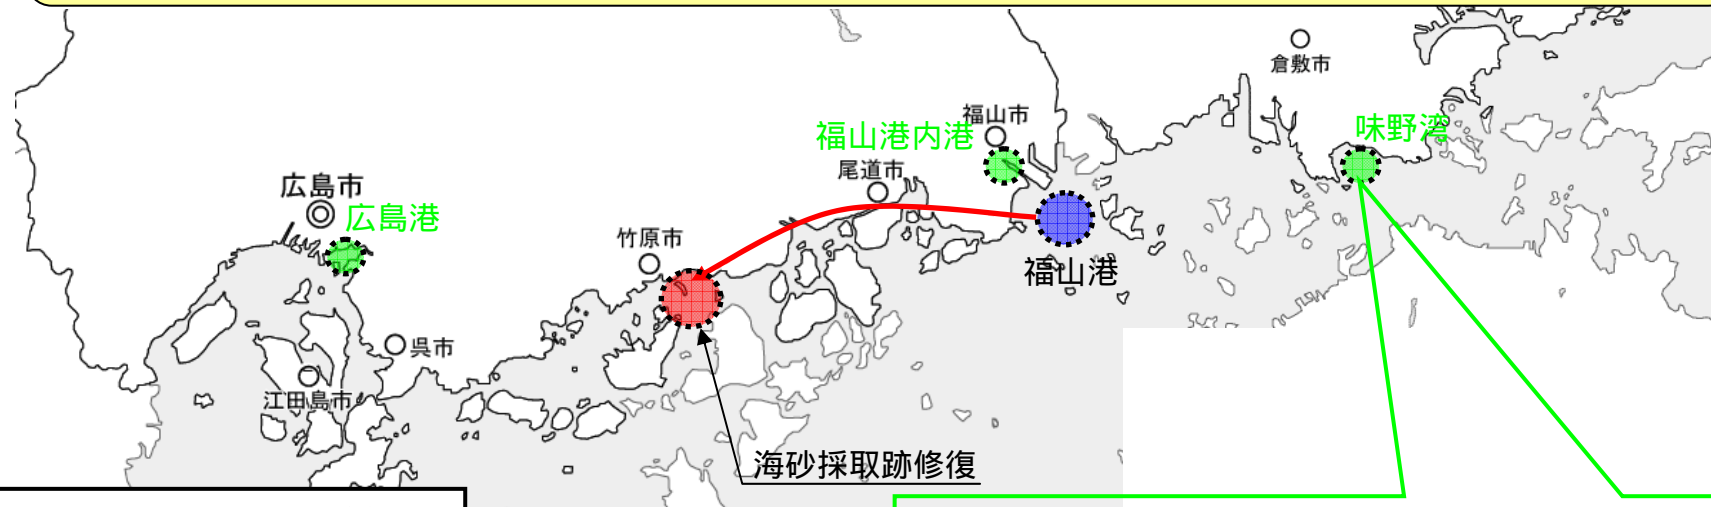 倉敷市
福山市
福山港内港
味野湾
尾道市
広島市
広島港
竹原市
福山港
呉市
江田島市
海砂採取跡修復